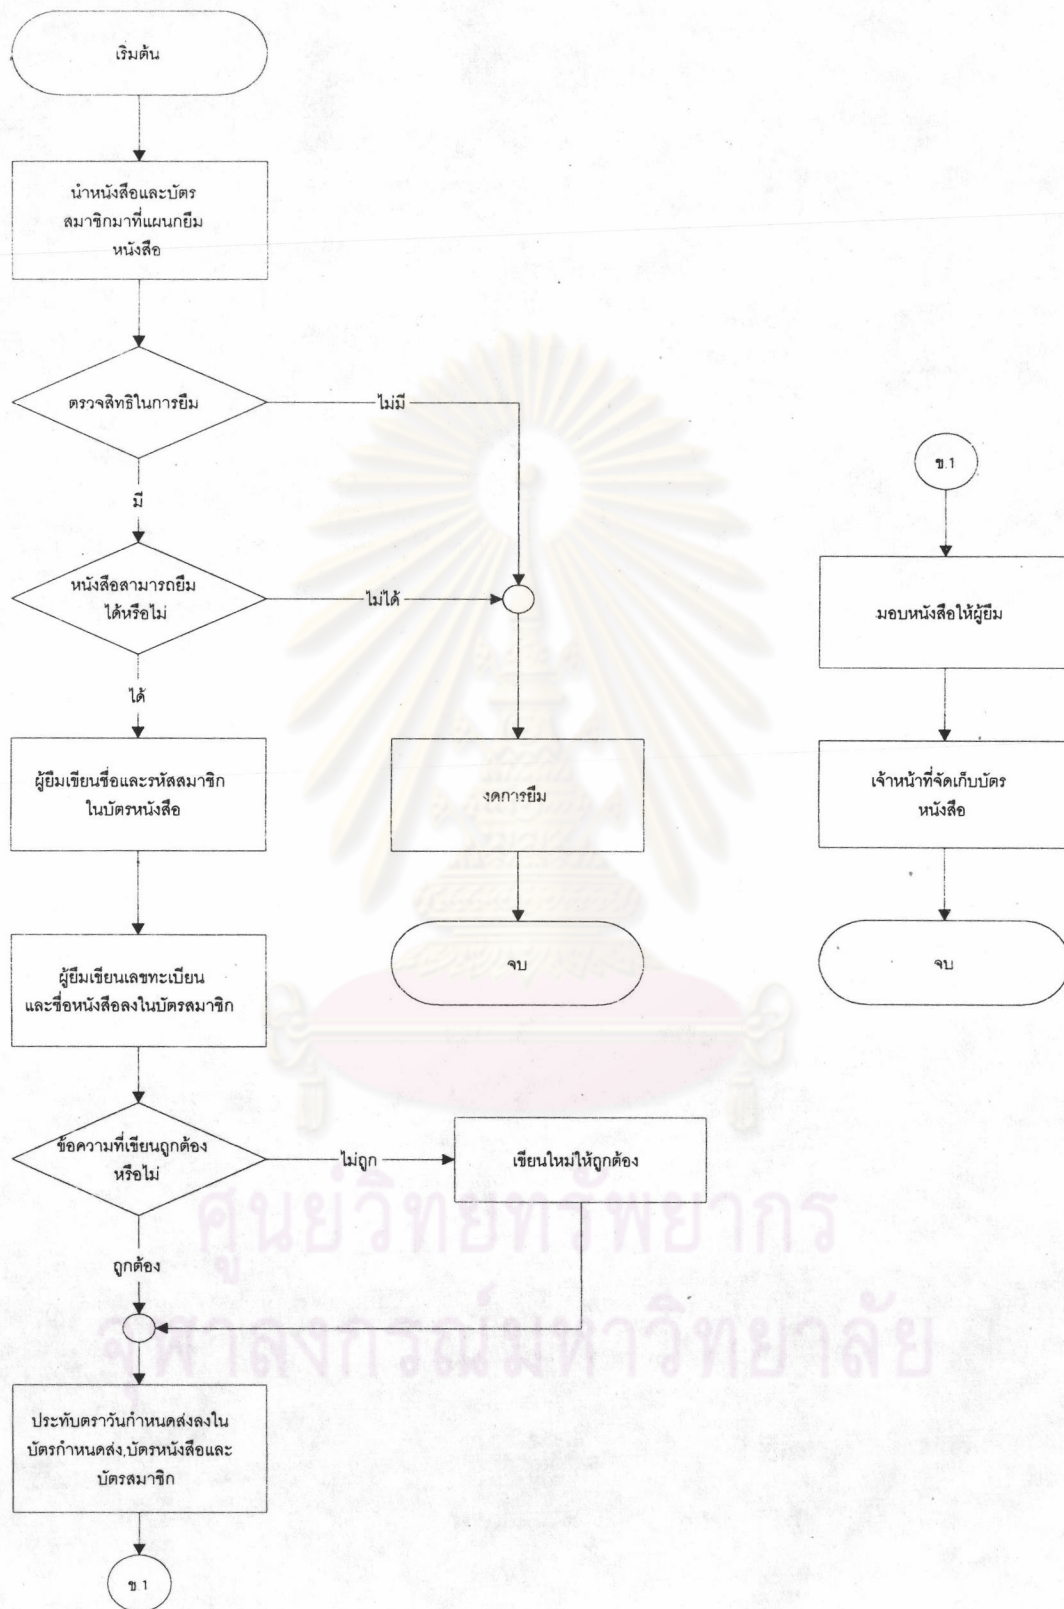 เริ่มต้น
นำหนังสือและบัตร
สมาชิกมาที่แผนกยืม
หนังสือ
ตรวจสิทธิในการยืม
ไม่มี
มี
หนังสือสามารถยืม
ได้หรือไม่
ไม่ได้
ได้
ผู้ยืมเขียนชื่อและรหัสสมาชิก
ในบัตรหนังสือ
งดการยืม
จบ
ผู้ยืมเขียนเลขทะเบียน
และชื่อหนังสือลงในบัตรสมาชิก
ข้อความที่เขียนถูกต้อง
หรือไม่
ไม่ถูก
เขียนใหม่ให้ถูกต้อง
ถูกต้อง
ประทับตราวันกำหนดส่งลงใน
บัตรกำหนดส่ง,บัตรหนังสือและ
บัตรสมาชิก
ข.1
ข.1
มอบหนังสือให้ผู้ยืม
เจ้าหน้าที่จัดเก็บบัตร
หนังสือ
จบ
ศูนย์วิทยทรัพยากร
จุฬาลงกรณ์มหาวิทยาลัย